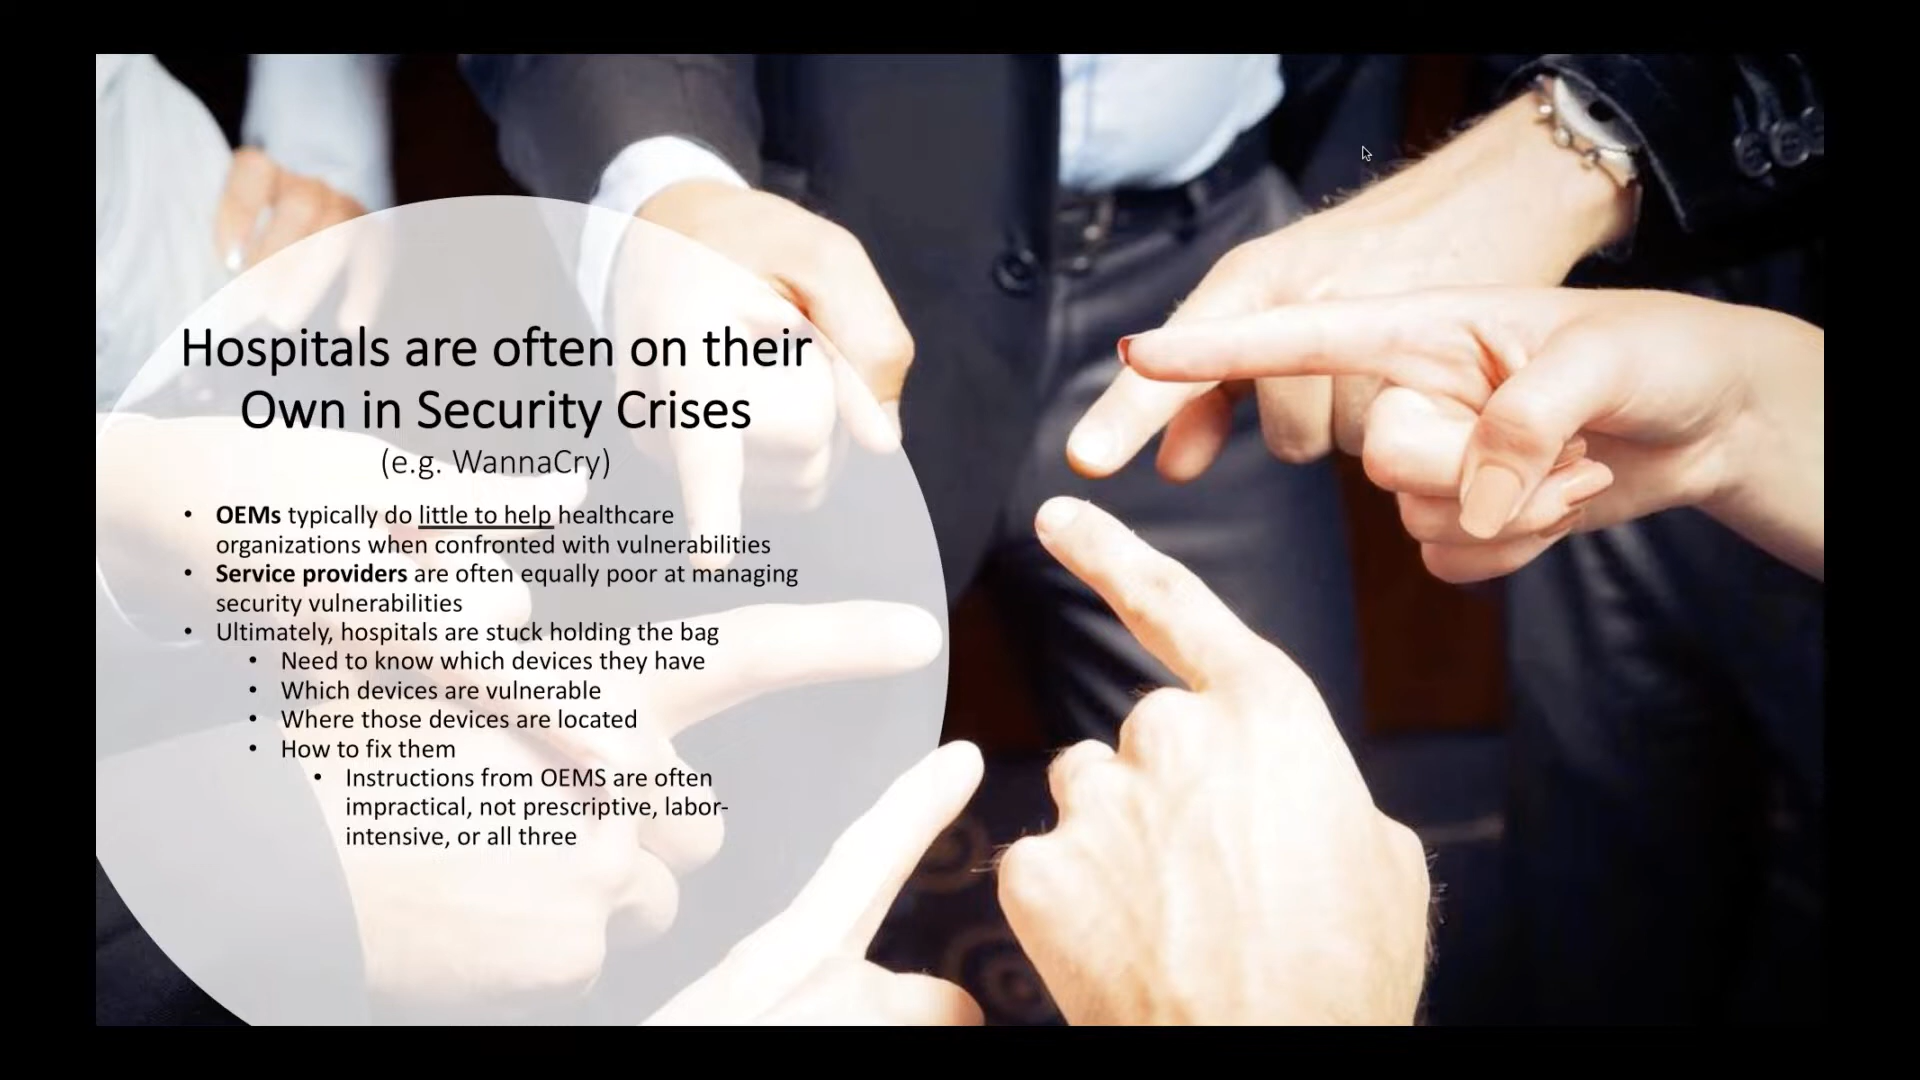 Hospitals are often on their
Own in Security Crises
(e.g. WannaCry)
• OEMs typically do little to help healthcare
organizations when confronted with vulnerabilities
• Service providers are often equally poor at managing
security vulnerabilities
• Ultimately, hospitals are stuck holding the bag
• Need to know which devices they have
• Which devices are vulnerable
• Where those devices are located
• How to fix them
• Instructions from OEMS are often
impractical, not prescriptive, labor-
intensive, or all three